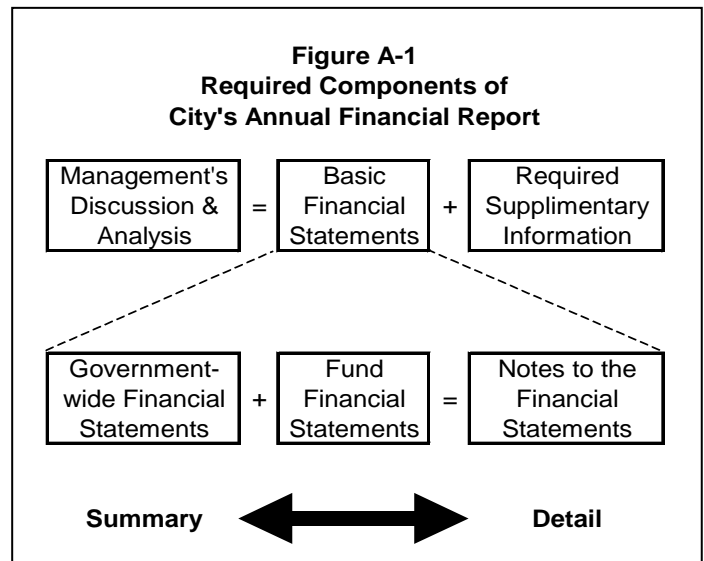 Figure A-1
Required Components of
City's Annual Financial Report
Management's
Discussion &
Analysis
=
Basic
Financial
Statements
+
Required
Supplimentary
Information
Government-
wide Financial
Statements
+
Fund
Financial
Statements
=
Notes to the
Financial
Statements
Summary
Detail